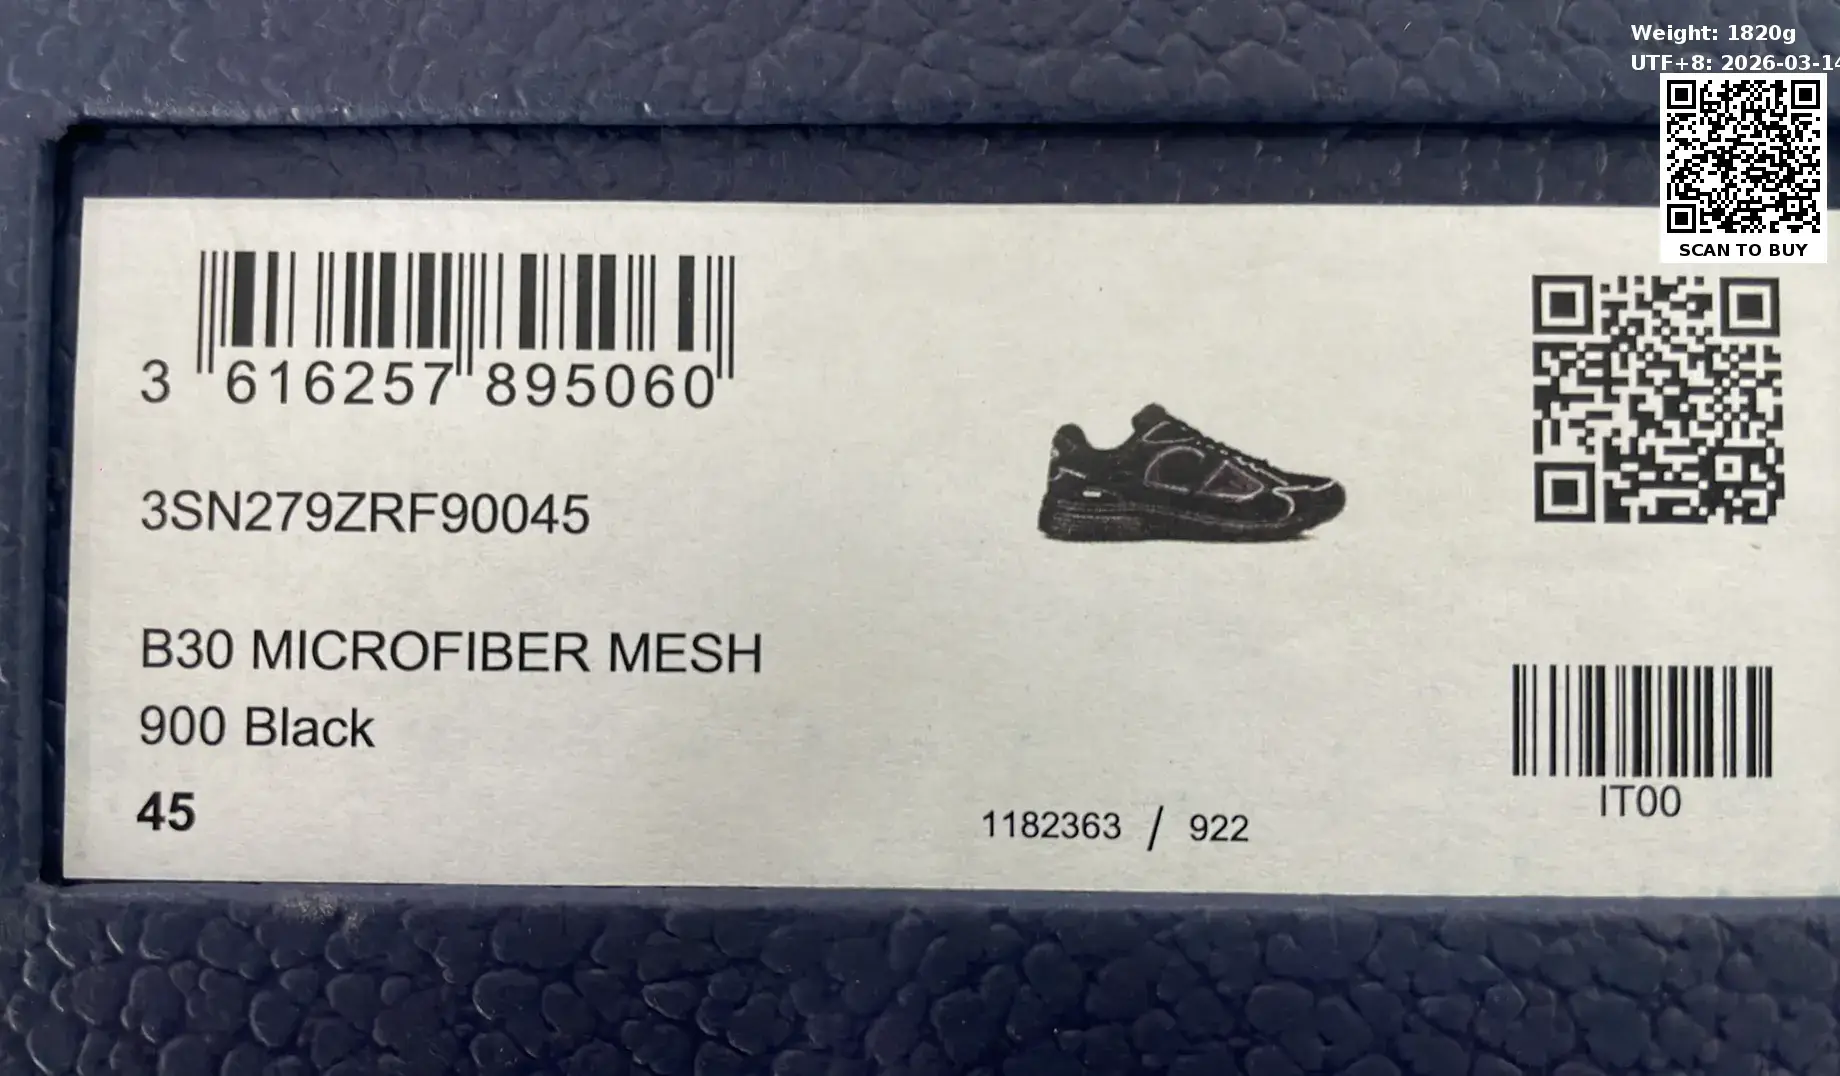 Weight: 1820g
UTF+8: 2026-03-14
SCAN TO BUY
3 616257 895060
3SN279ZRF90045
B30 MICROFIBER MESH
900 Black
45
1182363 / 922
IT00